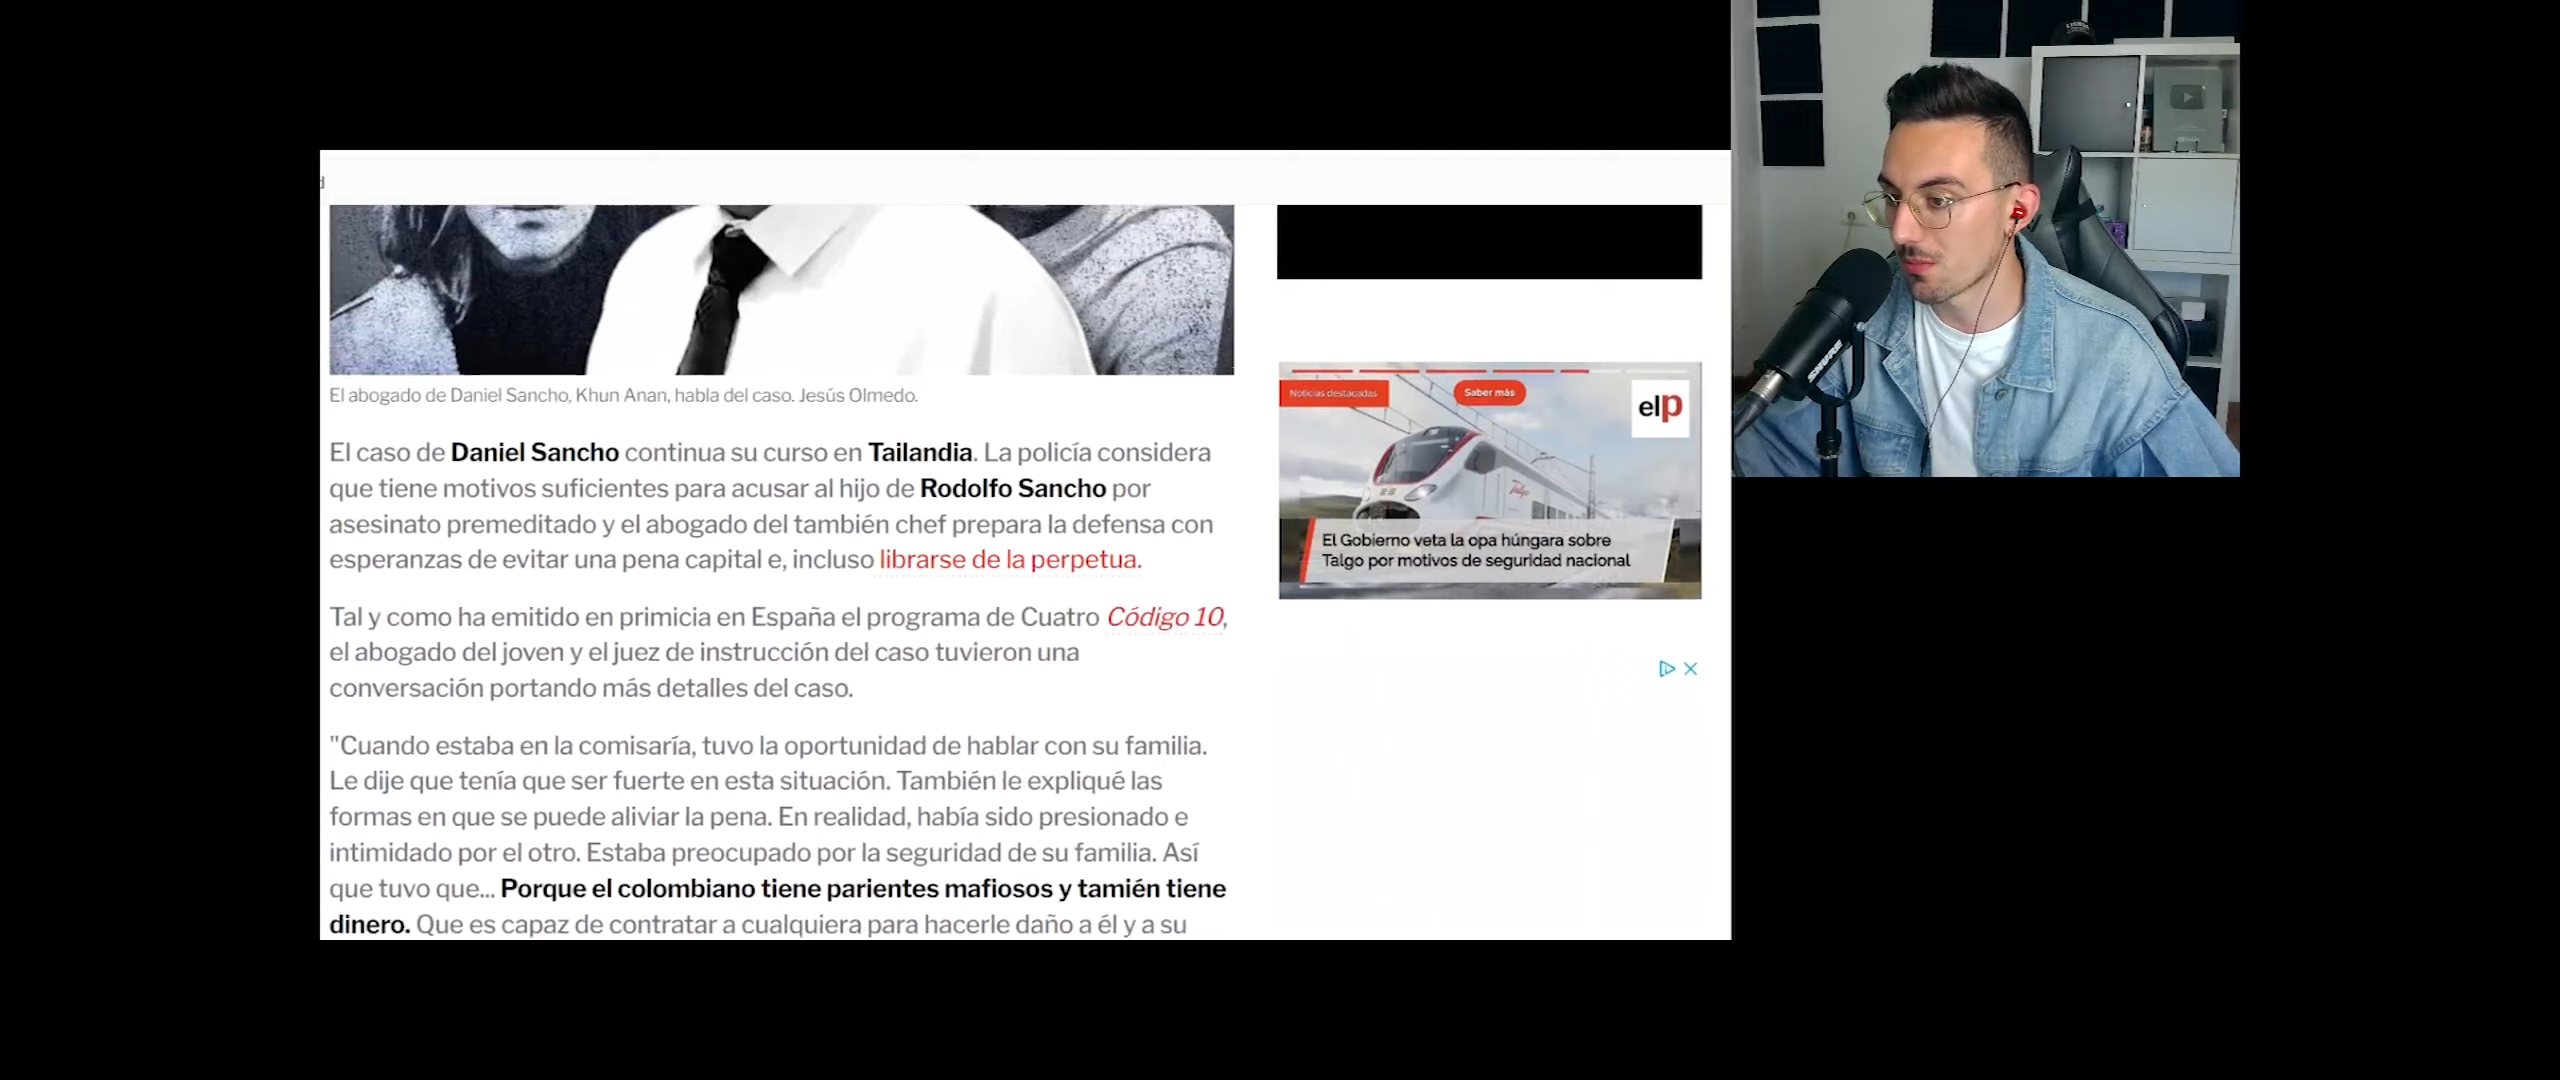 d
El abogado de Daniel Sancho, Khun Anan, habla del caso. Jesús Olmedo.
El caso de Daniel Sancho continua su curso en Tailandia. La policía considera
que tiene motivos suficientes para acusar al hijo de Rodolfo Sancho por
asesinato premeditado y el abogado del también chef prepara la defensa con
esperanzas de evitar una pena capital e, incluso librarse de la perpetua.
Tal y como ha emitido en primicia en España el programa de Cuatro Código 10,
el abogado del joven y el juez de instrucción del caso tuvieron una
conversación portando más detalles del caso.
"Cuando estaba en la comisaría, tuvo la oportunidad de hablar con su familia.
Le dije que tenía que ser fuerte en esta situación. También le expliqué las
formas en que se puede aliviar la pena. En realidad, había sido presionado e
intimidado por el otro. Estaba preocupado por la seguridad de su familia. Así
que tuvo que... Porque el colombiano tiene parientes mafiosos y tamién tiene
dinero. Que es capaz de contratar a cualquiera para hacerle daño a él y a su
Noticias destacadas
Saber más
elp
Talgo
El Gobierno veta la opa húngara sobre
Talgo por motivos de seguridad nacional
SHURE